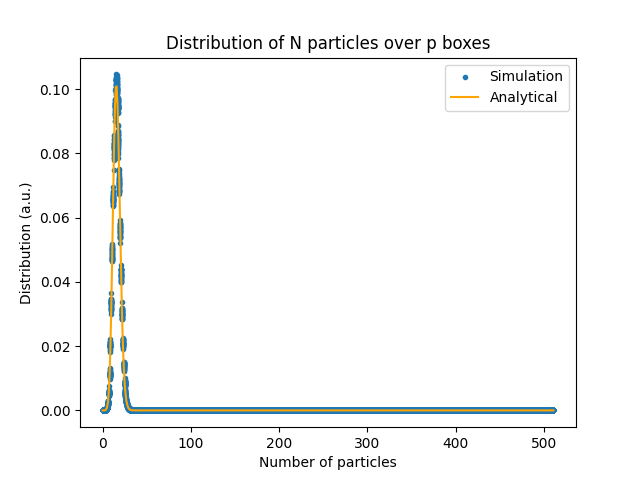 Distribution of N particles over p boxes
Simulation
Analytical
0.10
0.08
0.06
0.04
0.02
0.00
Distribution (a.u.)
0 100 200 300 400 500
Number of particles